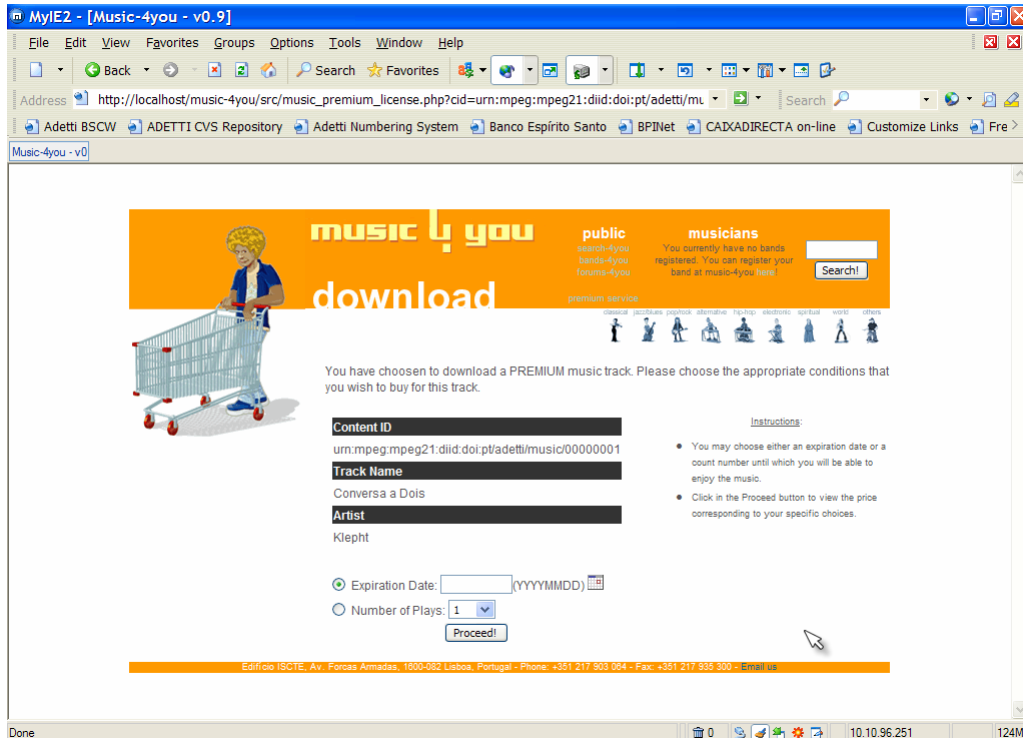 MyIE2 - [Music-4you - v0.9]
File Edit View Favorites Groups Options Tools Window Help
Back Search Favorites
Address http://localhost/music-4you/src/music_premium_license.php?cid=urn:mpeg:mpeg21:diid:doi:pt/adetti/mu Search
Adetti BSCW ADETTI CVS Repository Adetti Numbering System Banco Espírito Santo BPINet CAIXADIRECTA on-line Customize Links Fre >
Music-4you - v0
music 4 you
download
public
search-4you
bands-4you
forums-4you
premium service
musicians
You currently have no bands
registered. You can register your
band at music-4you here!
Search!
classical jazz/blues pop/rock alternative hip-hop electronic spiritual world others
You have choosen to download a PREMIUM music track. Please choose the appropriate conditions that
you wish to buy for this track.
Content ID
urn:mpeg:mpeg21:diid:doi:pt/adetti/music/00000001
Track Name
Conversa a Dois
Artist
Klepht
Instructions:
You may choose either an expiration date or a
count number until which you will be able to
enjoy the music.
Click in the Proceed button to view the price
corresponding to your specific choices.
Expiration Date: (YYYYMMDD)
Number of Plays: 1
Proceed!
Edifício ISCTE, Av. Forcas Armadas, 1600-082 Lisboa, Portugal - Phone: +351 217 903 064 - Fax: +351 217 935 300 - Email us
Done 0 10.10.96.251 124M